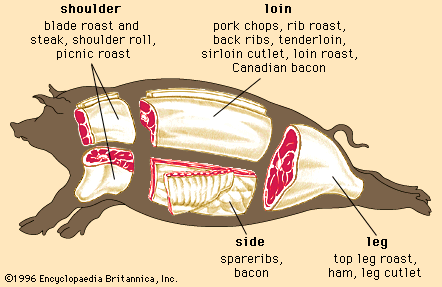 shoulder
blade roast and
steak, shoulder roll,
picnic roast
loin
pork chops, rib roast,
back ribs, tenderloin,
sirloin cutlet, loin roast,
Canadian bacon
side
spareribs,
bacon
leg
top leg roast,
ham, leg cutlet
©1996 Encyclopaedia Britannica, Inc.